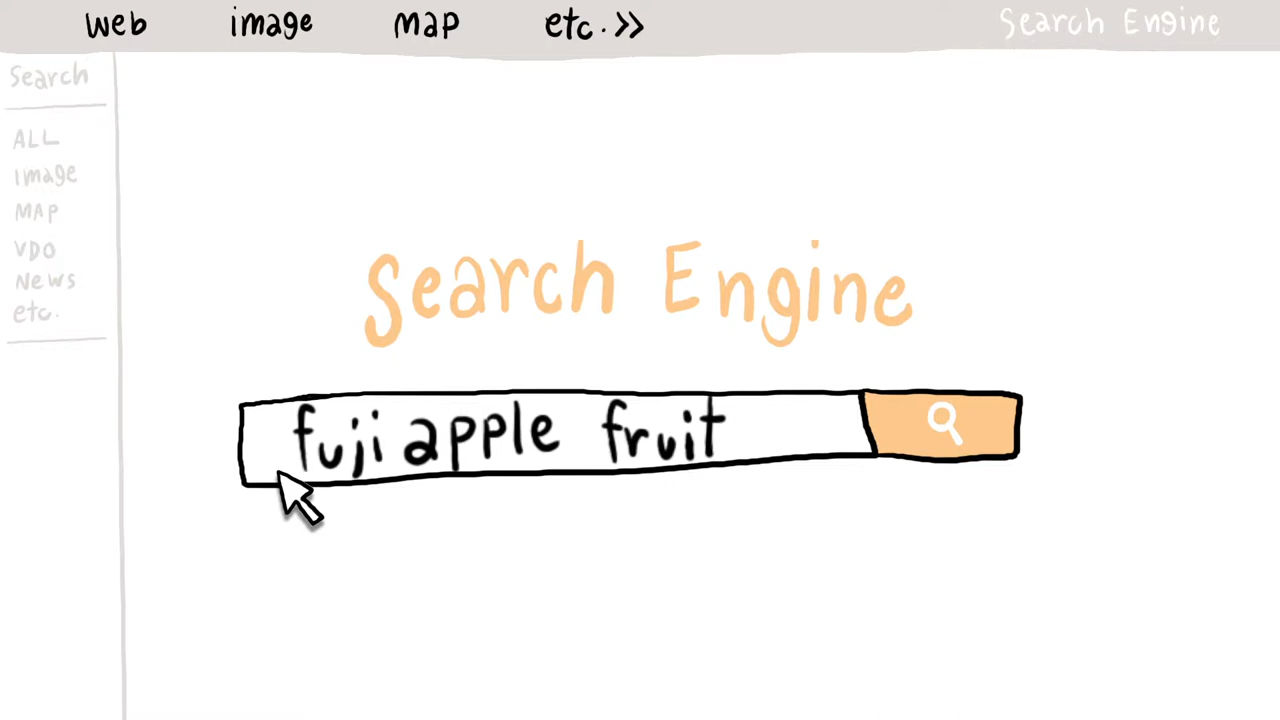 web image map etc. >> Search Engine
Search
ALL
image
MAP
VDO
News
etc.
Search Engine
fuji apple fruit